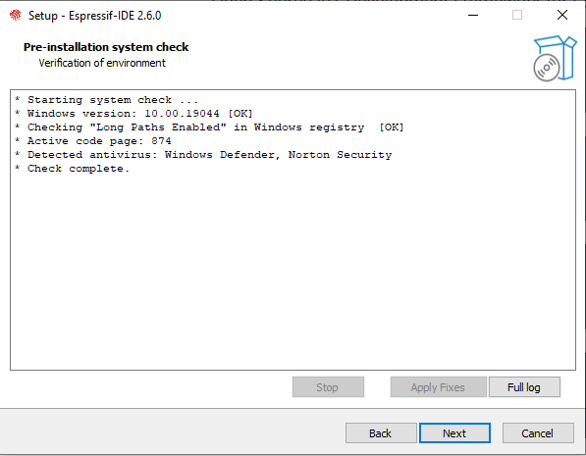 Setup - Espressif-IDE 2.6.0
Pre-installation system check
Verification of environment
* Starting system check ...
* Windows version: 10.00.19044 [OK]
* Checking "Long Paths Enabled" in Windows registry  [OK]
* Active code page: 874
* Detected antivirus: Windows Defender, Norton Security
* Check complete.
Stop
Apply Fixes
Full log
Back
Next
Cancel